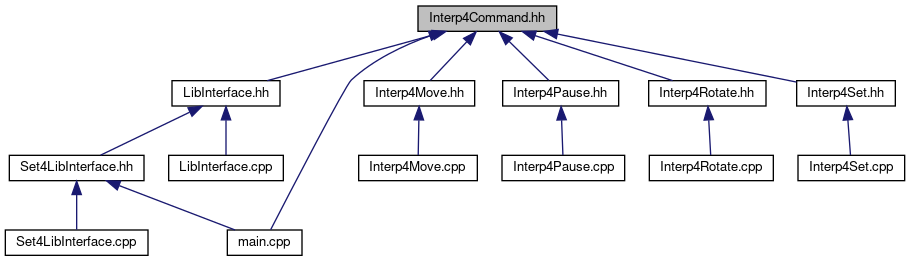 Interp4Command.hh
LibInterface.hh
Interp4Move.hh
Interp4Pause.hh
Interp4Rotate.hh
Interp4Set.hh
Set4LibInterface.hh
LibInterface.cpp
Interp4Move.cpp
Interp4Pause.cpp
Interp4Rotate.cpp
Interp4Set.cpp
Set4LibInterface.cpp
main.cpp